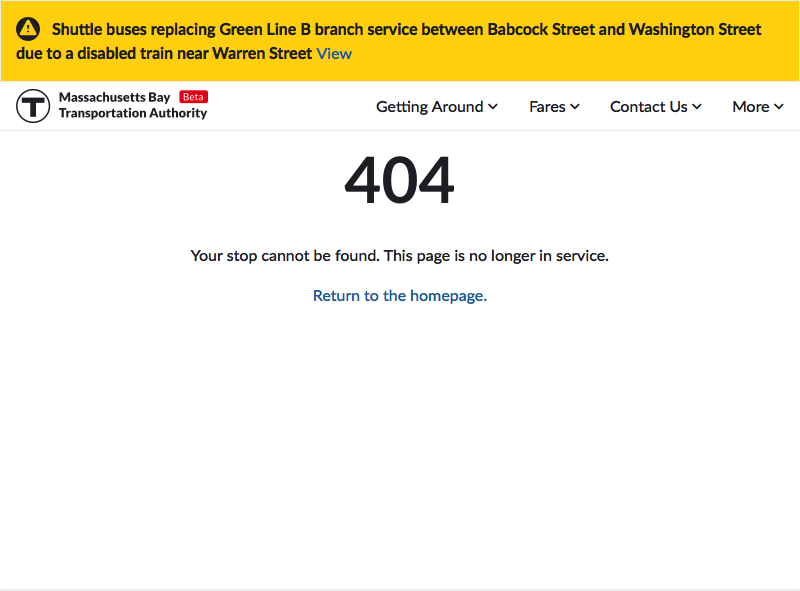 Shuttle buses replacing Green Line B branch service between Babcock Street and Washington Street
due to a disabled train near Warren Street View
T Massachusetts Bay Beta
Transportation Authority
Getting Around Fares Contact Us More
404
Your stop cannot be found. This page is no longer in service.
Return to the homepage.